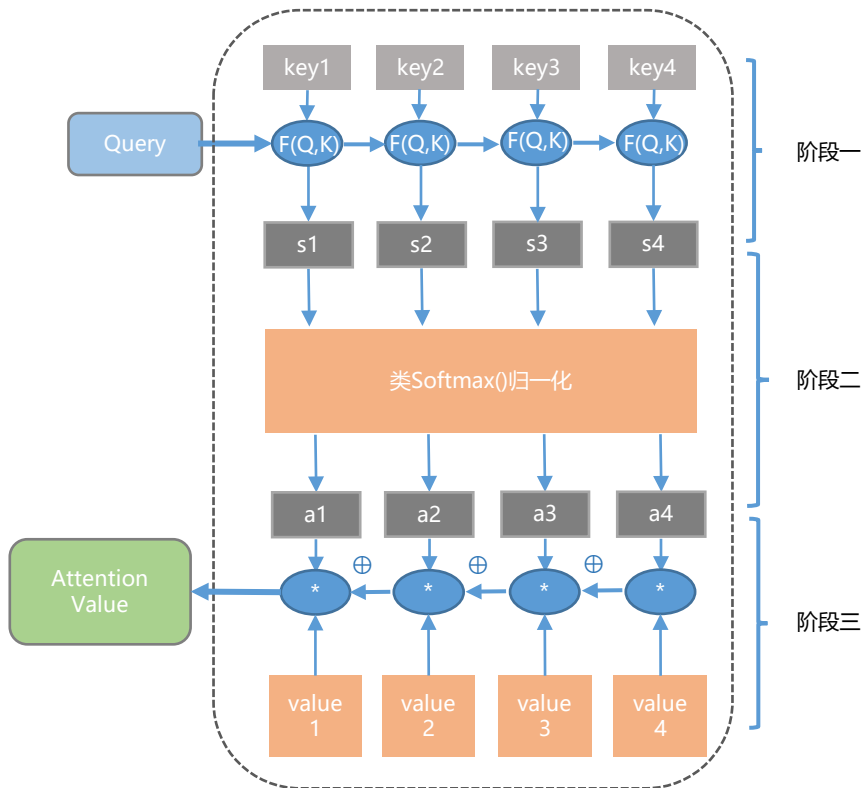 key1 key2 key3 key4
Query
F(Q,K) F(Q,K) F(Q,K) F(Q,K)
阶段一
s1 s2 s3 s4
类Softmax()归一化
阶段二
a1 a2 a3 a4
⊕ ⊕ ⊕
Attention
Value
* * * *
阶段三
value value value value
1 2 3 4